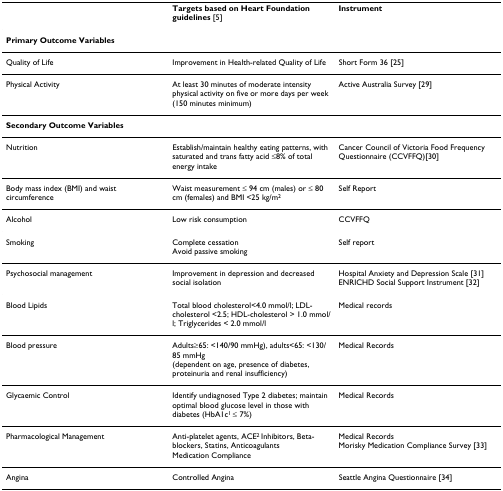 Targets based on Heart Foundation guidelines [5] Instrument
Primary Outcome Variables
Quality of Life Improvement in Health-related Quality of Life Short Form 36 [25]
Physical Activity At least 30 minutes of moderate intensity Active Australia Survey [29]
physical activity on five or more days per week
(150 minutes minimum)
Secondary Outcome Variables
Nutrition Establish/maintain healthy eating patterns, with Cancer Council of Victoria Food Frequency
saturated and trans fatty acid ≤8% of total Questionnaire (CCVFFQ)[30]
energy intake
Body mass index (BMI) and waist Waist measurement ≤ 94 cm (males) or ≤ 80 Self Report
circumference cm (females) and BMI <25 kg/m²
Alcohol Low risk consumption CCVFFQ
Smoking Complete cessation Self report
Avoid passive smoking
Psychosocial management Improvement in depression and decreased Hospital Anxiety and Depression Scale [31]
social isolation ENRICHD Social Support Instrument [32]
Blood Lipids Total blood cholesterol<4.0 mmol/l; LDL- Medical records
cholesterol <2.5; HDL-cholesterol > 1.0 mmol/
l; Triglycerides < 2.0 mmol/l
Blood pressure Adults≥65: <140/90 mmHg), adults<65: <130/ Medical Records
85 mmHg
(dependent on age, presence of diabetes,
proteinuria and renal insufficiency)
Glycaemic Control Identify undiagnosed Type 2 diabetes; maintain Medical Records
optimal blood glucose level in those with
diabetes (HbA1c¹ ≤ 7%)
Pharmacological Management Anti-platelet agents, ACE² Inhibitors, Beta- Medical Records
blockers, Statins, Anticoagulants Morisky Medication Compliance Survey [33]
Medication Compliance
Angina Controlled Angina Seattle Angina Questionnaire [34]